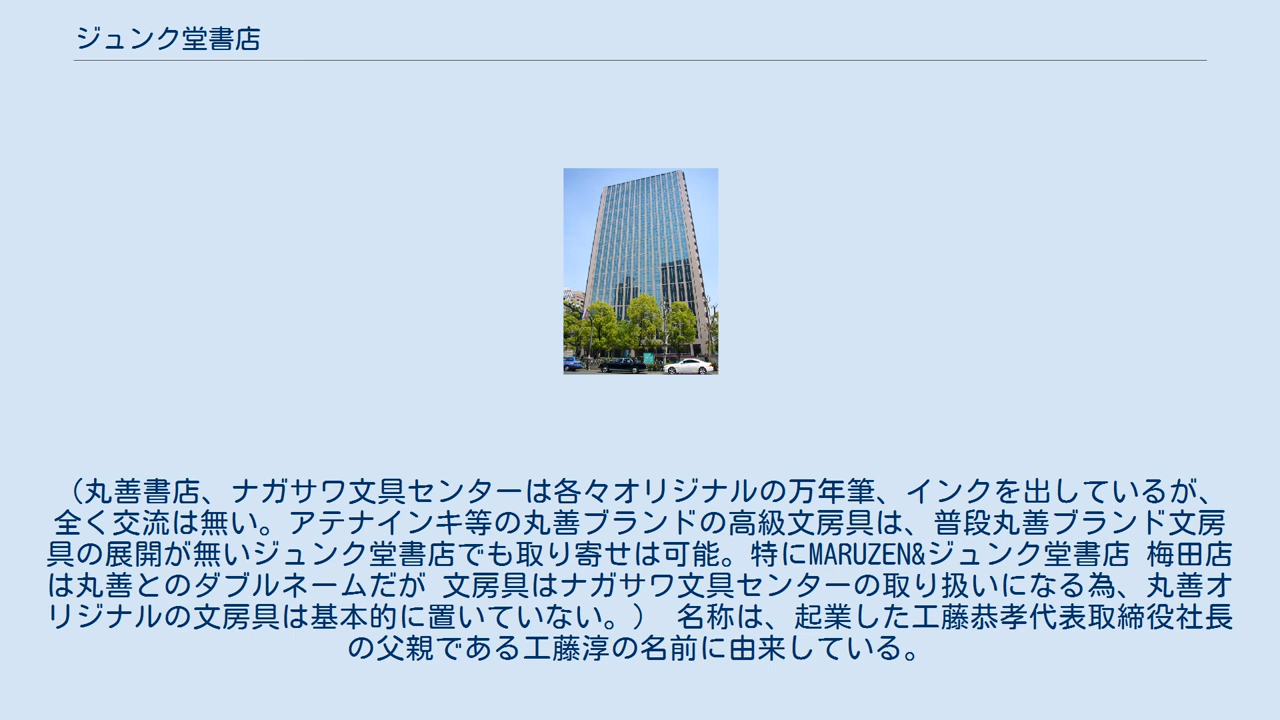 ジュンク堂書店
（丸善書店、ナガサワ文具センターは各々オリジナルの万年筆、インクを出しているが、
全く交流は無い。アテナインキ等の丸善ブランドの高級文房具は、普段丸善ブランド文房
具の展開が無いジュンク堂書店でも取り寄せは可能。特にMARUZEN&ジュンク堂書店 梅田店
は丸善とのダブルネームだが 文房具はナガサワ文具センターの取り扱いになる為、丸善オ
リジナルの文房具は基本的に置いていない。） 名称は、起業した工藤恭孝代表取締役社長
の父親である工藤淳の名前に由来している。